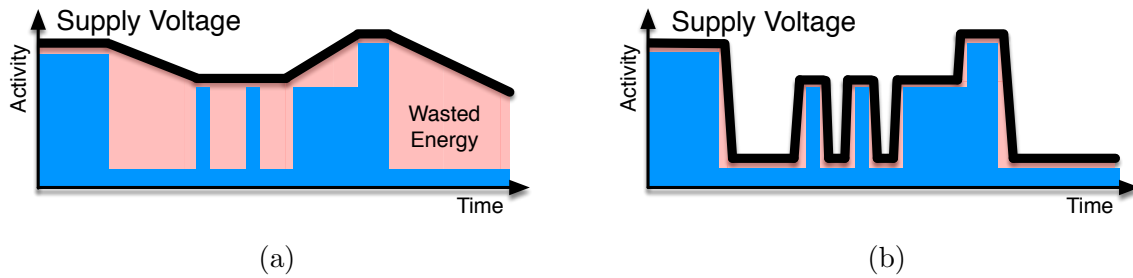 Supply Voltage
Activity
Wasted
Energy
Time
(a)
Supply Voltage
Activity
Time
(b)